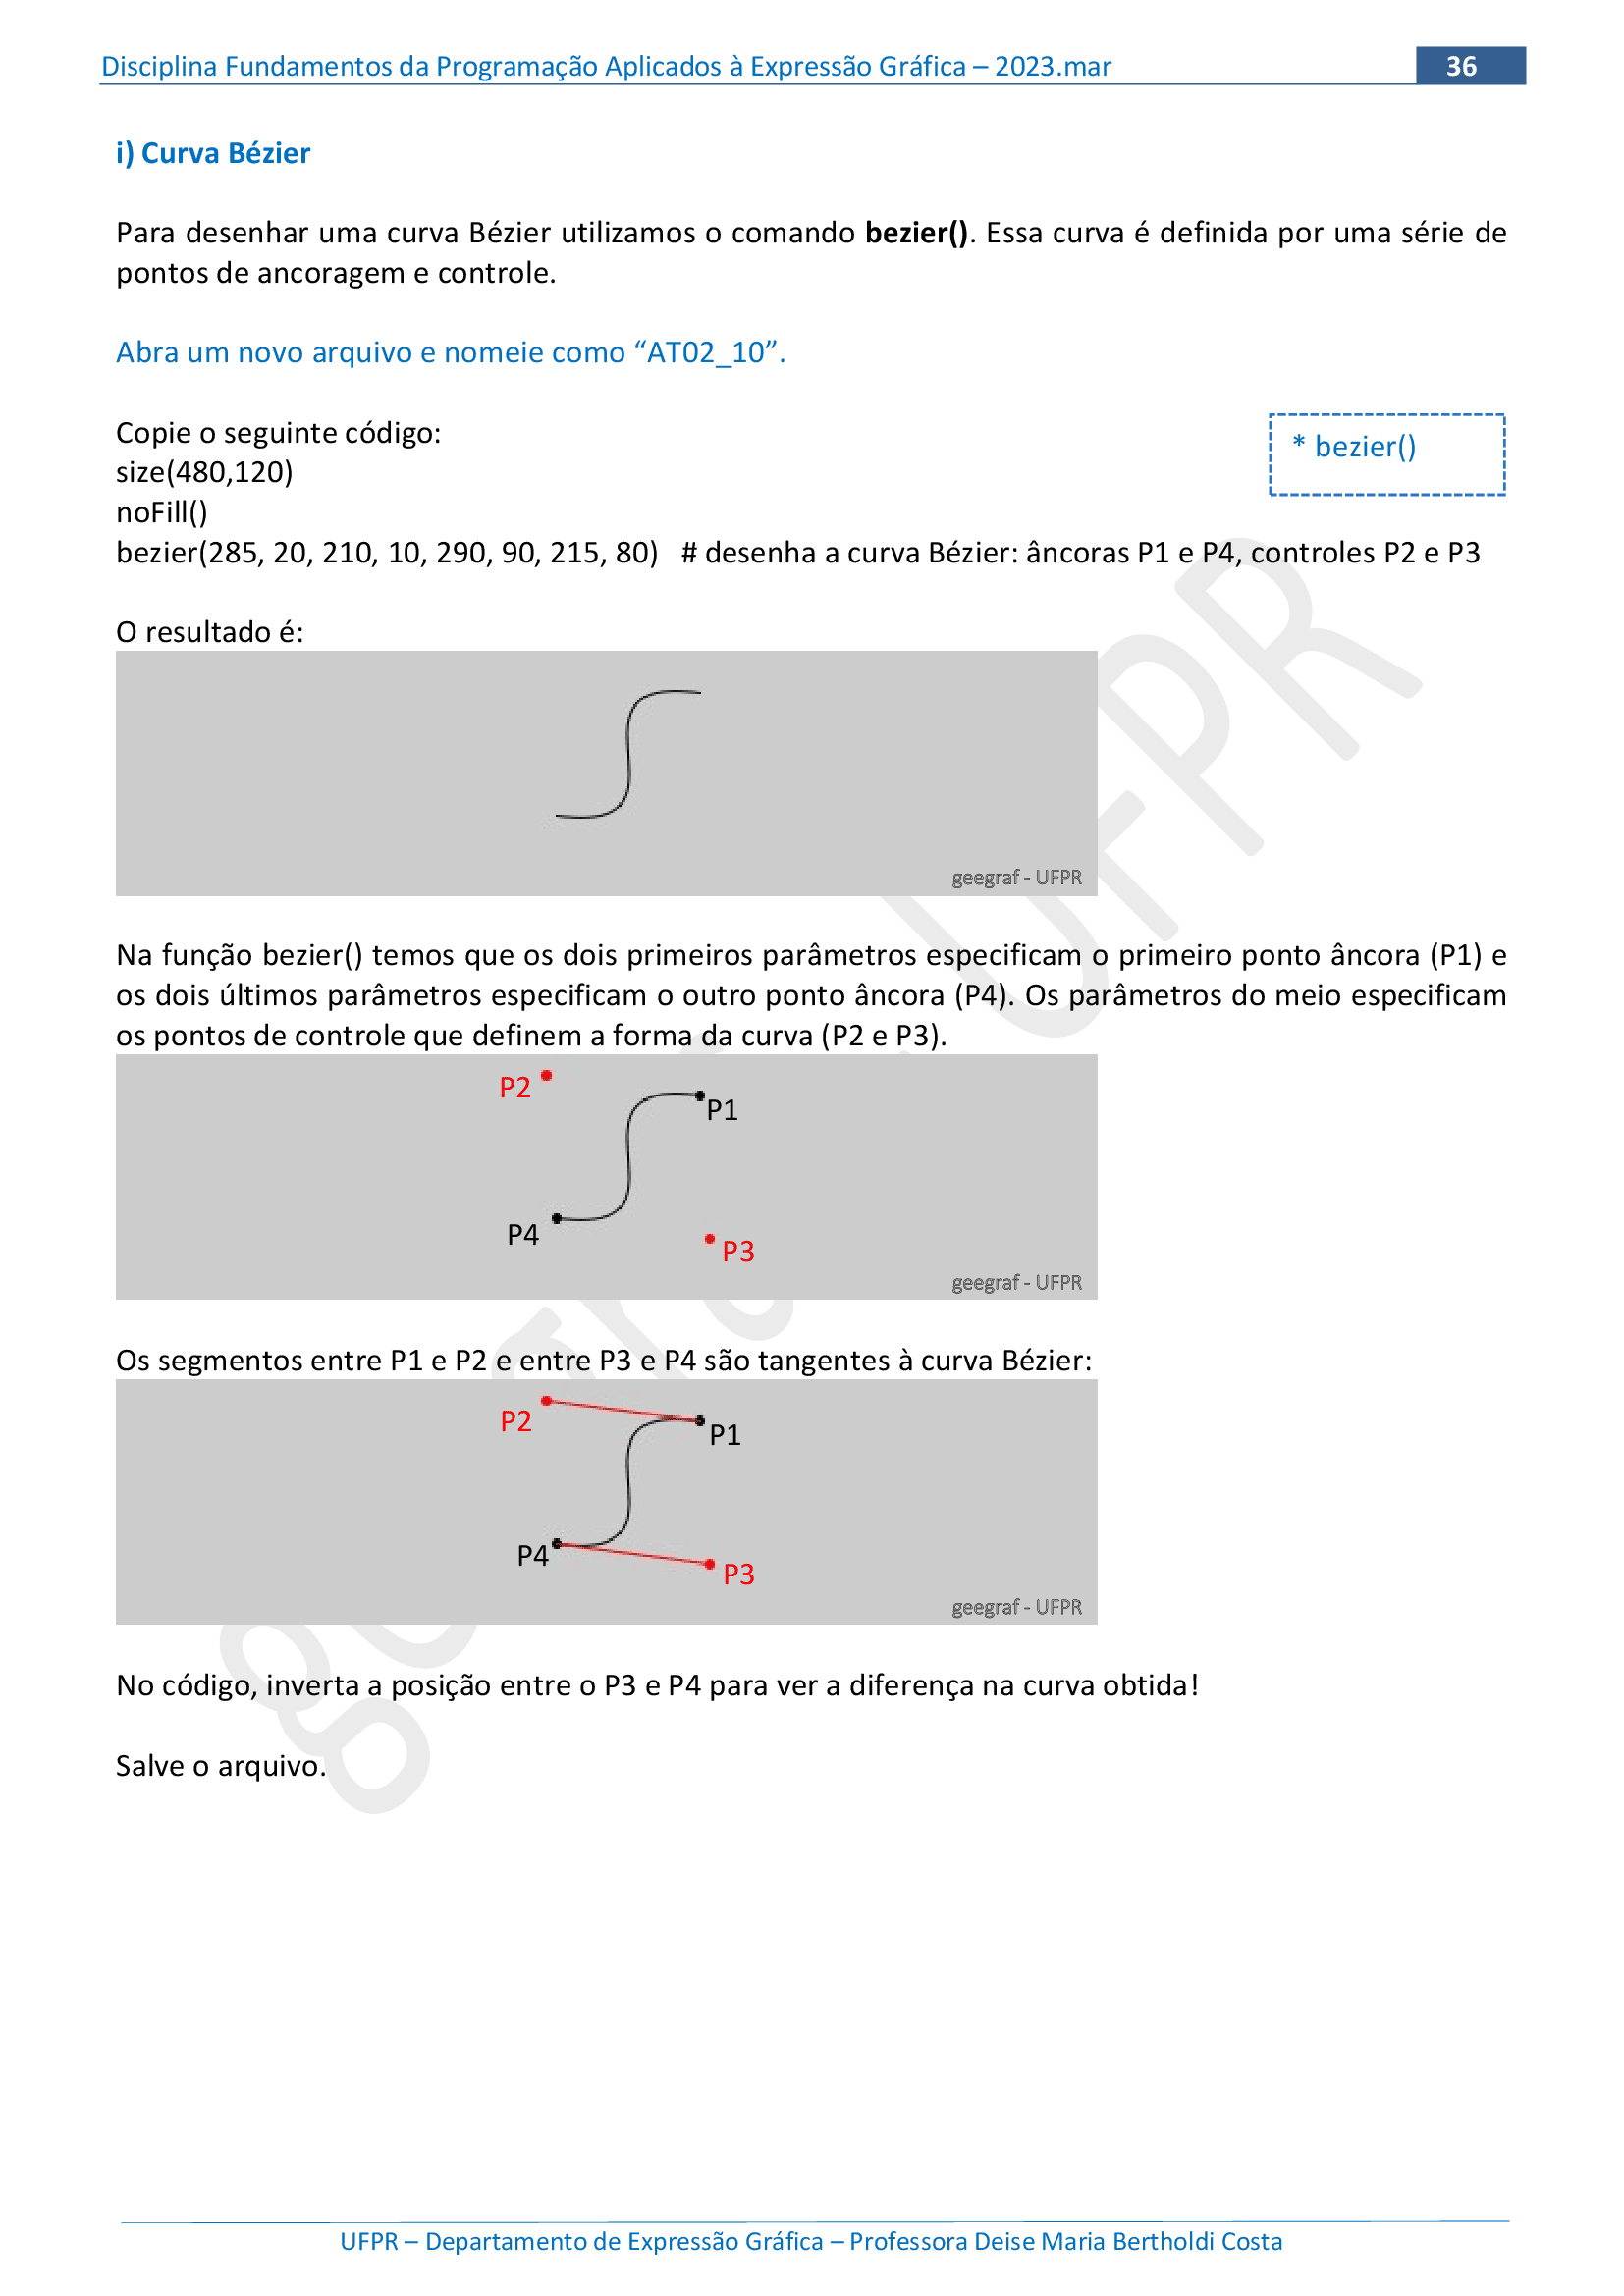 Disciplina Fundamentos da Programação Aplicados à Expressão Gráfica – 2023.mar
36
i) Curva Bézier
Para desenhar uma curva Bézier utilizamos o comando bezier(). Essa curva é definida por uma série de
pontos de ancoragem e controle.
Abra um novo arquivo e nomeie como “AT02_10”.
Copie o seguinte código:
* bezier()
size(480,120)
noFill()
bezier(285, 20, 210, 10, 290, 90, 215, 80) # desenha a curva Bézier: âncoras P1 e P4, controles P2 e P3
O resultado é:
geegraf - UFPR
Na função bezier() temos que os dois primeiros parâmetros especificam o primeiro ponto âncora (P1) e
os dois últimos parâmetros especificam o outro ponto âncora (P4). Os parâmetros do meio especificam
os pontos de controle que definem a forma da curva (P2 e P3).
P2
P1
P4
P3
geegraf - UFPR
Os segmentos entre P1 e P2 e entre P3 e P4 são tangentes à curva Bézier:
P2
P1
P4
P3
geegraf - UFPR
No código, inverta a posição entre o P3 e P4 para ver a diferença na curva obtida!
Salve o arquivo.
geegraf - UFPR
UFPR – Departamento de Expressão Gráfica – Professora Deise Maria Bertholdi Costa